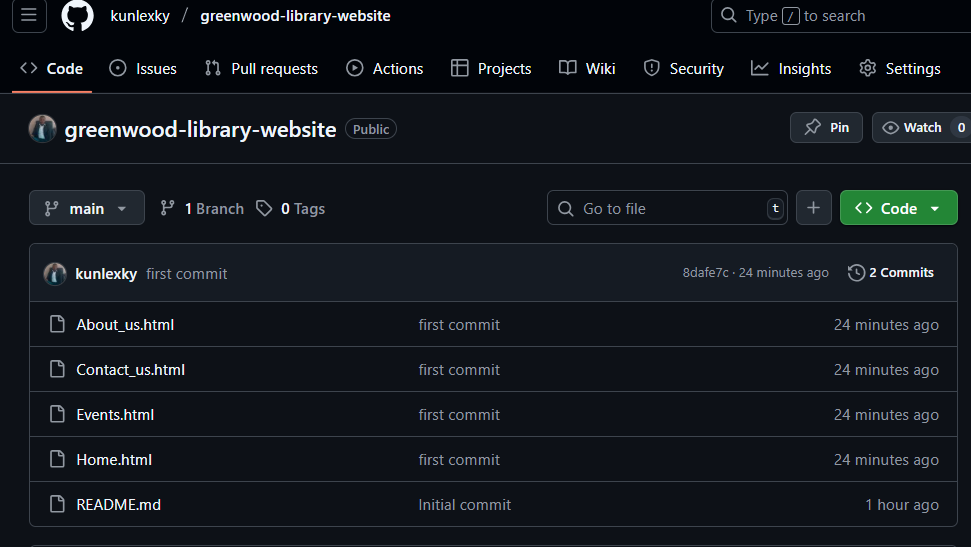 kunlexky / greenwood-library-website Type / to search
Code Issues Pull requests Actions Projects Wiki Security Insights Settings
greenwood-library-website Public Pin Watch 0
main 1 Branch 0 Tags Go to file t Code
kunlexky first commit 8dafe7c · 24 minutes ago 2 Commits
About_us.html first commit 24 minutes ago
Contact_us.html first commit 24 minutes ago
Events.html first commit 24 minutes ago
Home.html first commit 24 minutes ago
README.md Initial commit 1 hour ago